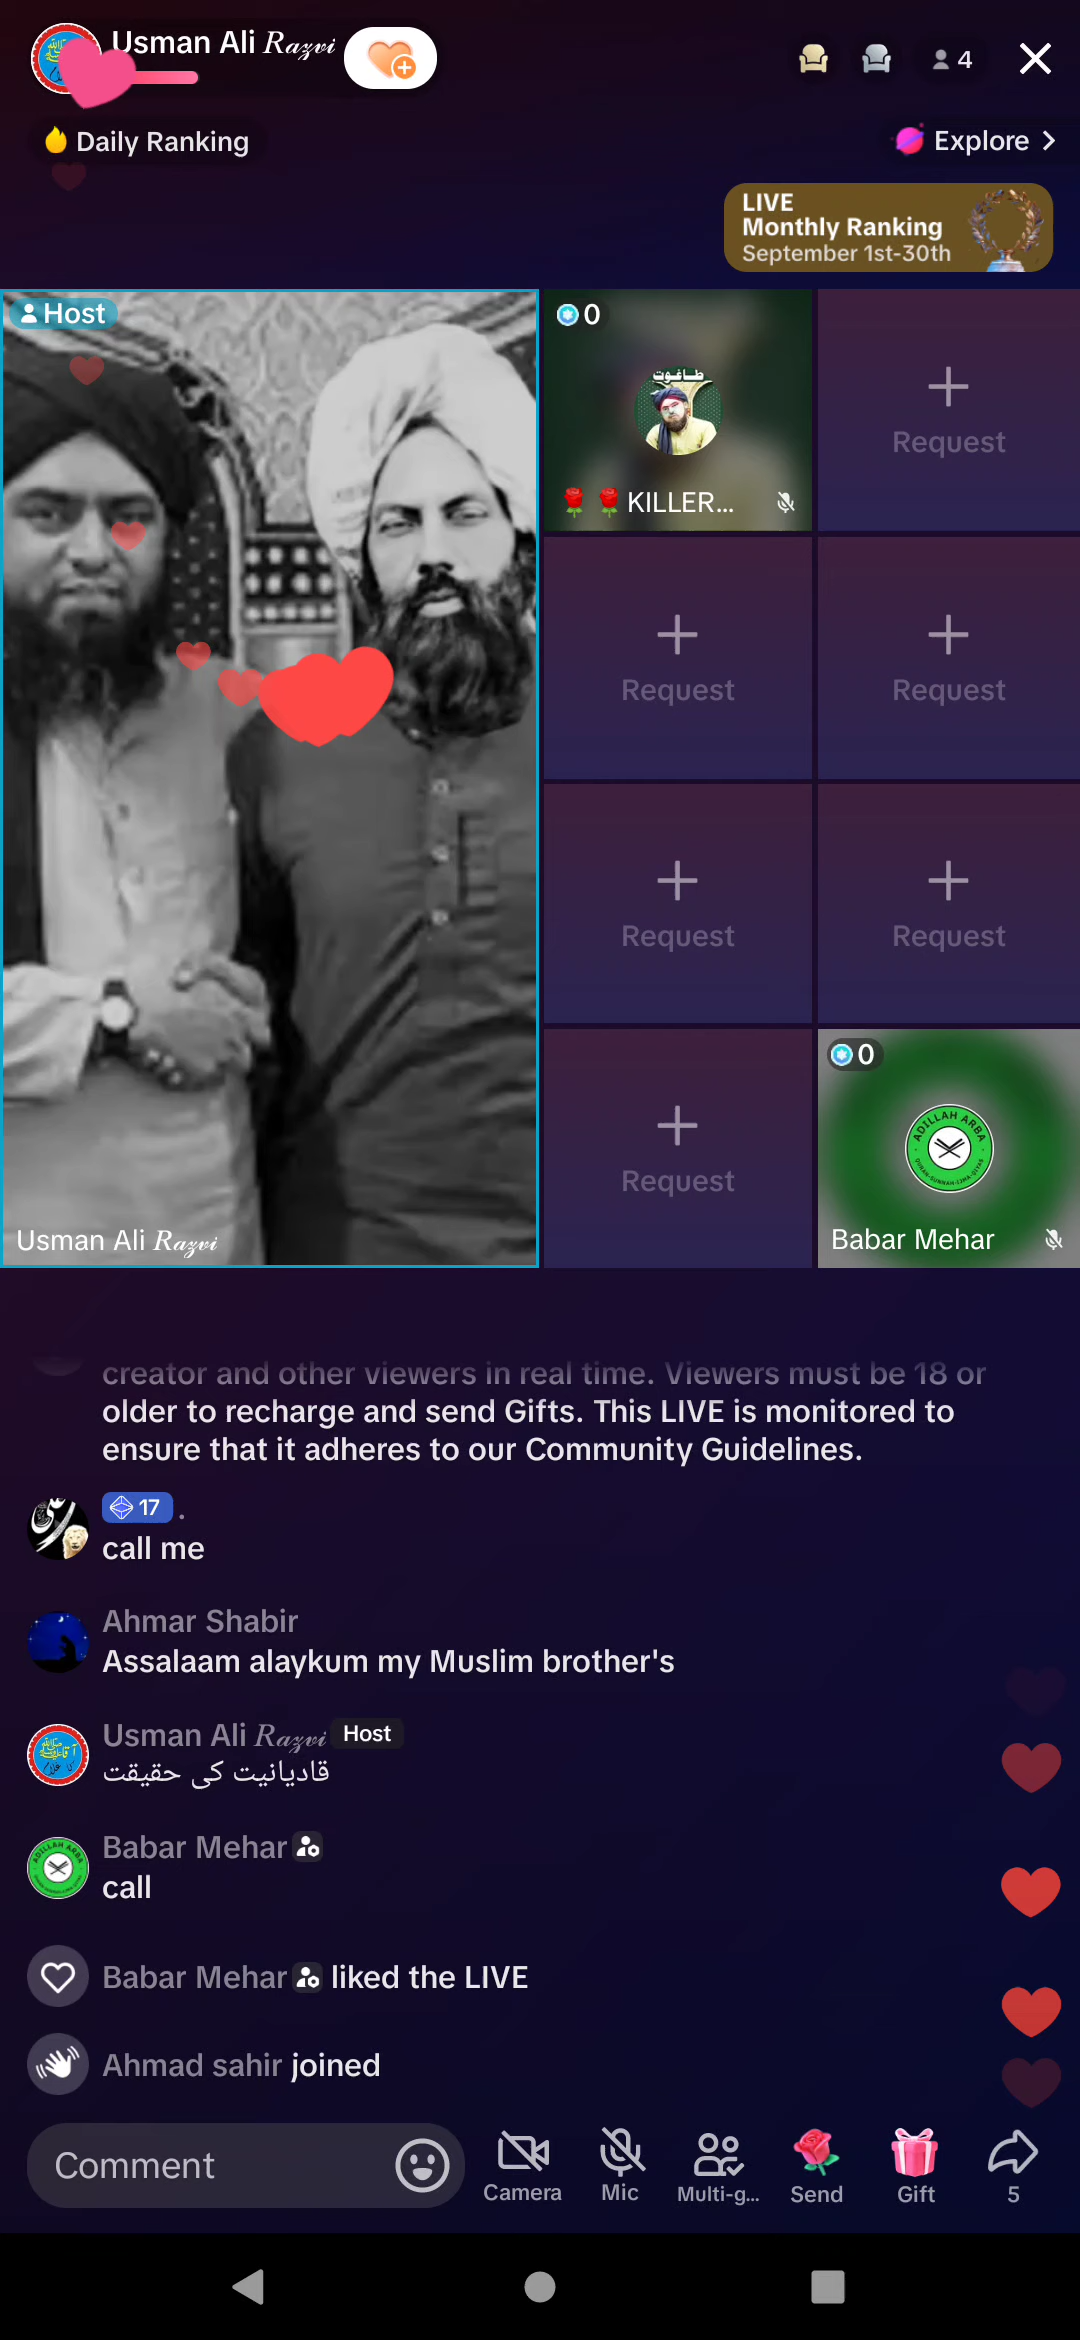 Usman Ali Razvi
4
Daily Ranking
Explore
LIVE
Monthly Ranking
September 1st-30th
Host
0
طاغوت
KILLER...
Request
Request
Request
Request
Request
Request
0
ADILLAH ARBA
Usman Ali Razvi
Babar Mehar
creator and other viewers in real time. Viewers must be 18 or
older to recharge and send Gifts. This LIVE is monitored to
ensure that it adheres to our Community Guidelines.
17 .
call me
Ahmar Shabir
Assalaam alaykum my Muslim brother's
Usman Ali Razvi Host
قادیانیت کی حقیقت
Babar Mehar
call
Babar Mehar liked the LIVE
Ahmad sahir joined
Comment
Camera
Mic
Multi-g...
Send
Gift
5